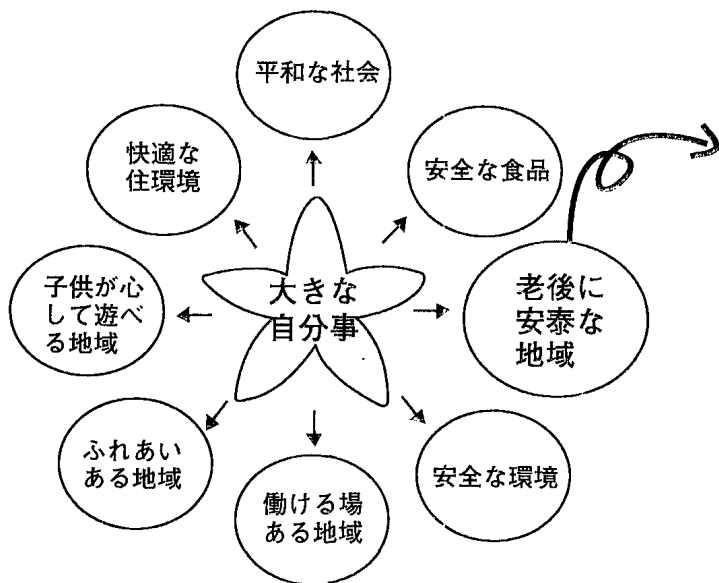 平和な社会
快適な
住環境
安全な食品
大きな
自分事
子供が心
して遊べ
る地域
老後に
安泰な
地域
ふれあい
ある地域
働ける場
ある地域
安全な環境